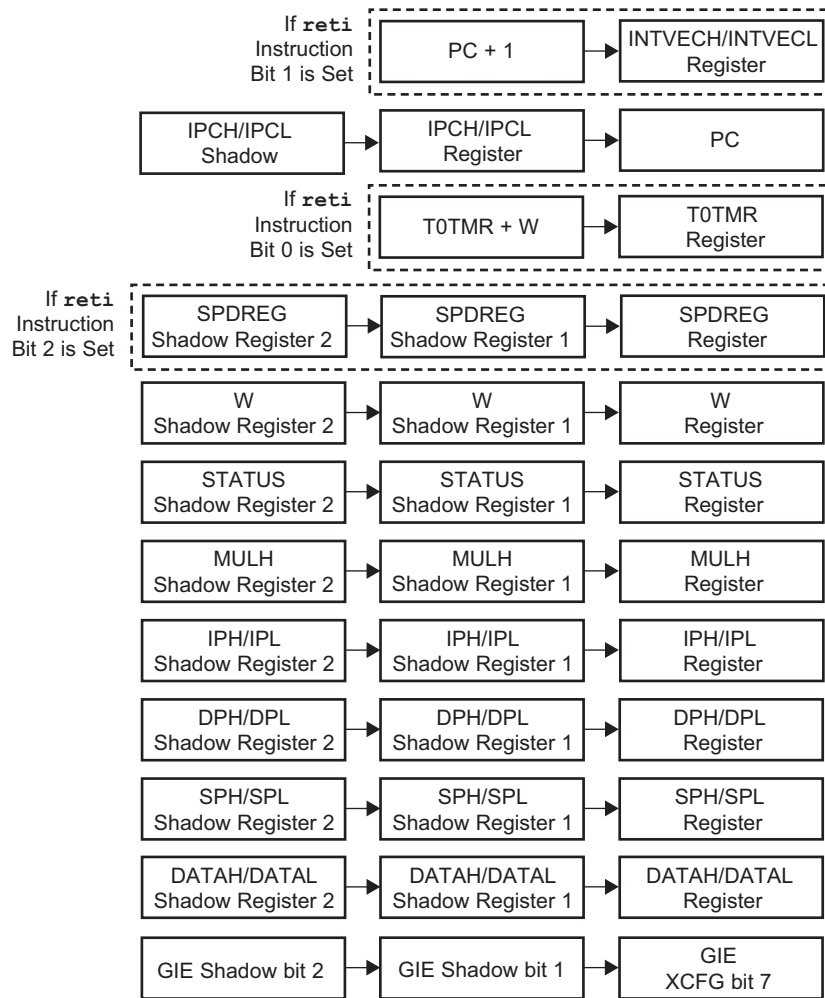 If reti
Instruction
Bit 1 is Set
PC + 1
INTVECH/INTVECL
Register
IPCH/IPCL
Shadow
IPCH/IPCL
Register
PC
If reti
Instruction
Bit 0 is Set
T0TMR + W
T0TMR
Register
If reti
Instruction
Bit 2 is Set
SPDREG
Shadow Register 2
SPDREG
Shadow Register 1
SPDREG
Register
W
Shadow Register 2
W
Shadow Register 1
W
Register
STATUS
Shadow Register 2
STATUS
Shadow Register 1
STATUS
Register
MULH
Shadow Register 2
MULH
Shadow Register 1
MULH
Register
IPH/IPL
Shadow Register 2
IPH/IPL
Shadow Register 1
IPH/IPL
Register
DPH/DPL
Shadow Register 2
DPH/DPL
Shadow Register 1
DPH/DPL
Register
SPH/SPL
Shadow Register 2
SPH/SPL
Shadow Register 1
SPH/SPL
Register
DATAH/DATAL
Shadow Register 2
DATAH/DATAL
Shadow Register 1
DATAH/DATAL
Register
GIE Shadow bit 2
GIE Shadow bit 1
GIE
XCFG bit 7